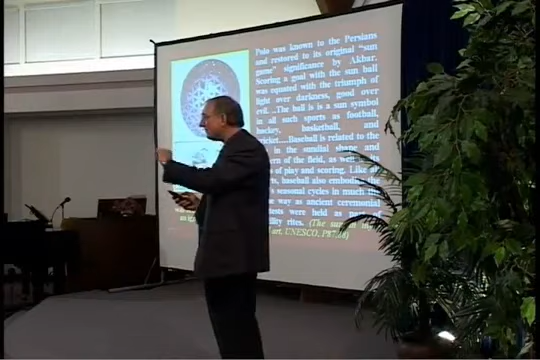 Polo was known to the Persians
and restored to its original "sun
game" significance by Akbar.
Scoring a goal with the sun ball
was equated with the triumph of
light over darkness, good over
evil. ..The ball is is a sun symbol
in all such sports as football,
hockey, basketball, and
Baseball is related to the
in the sundial shape and
of the field, as well
of play and scoring. Like
baseball also
seasonal cycles in much
way as ancient ceremonial
were held as
rites. (The
art, UNESCO,